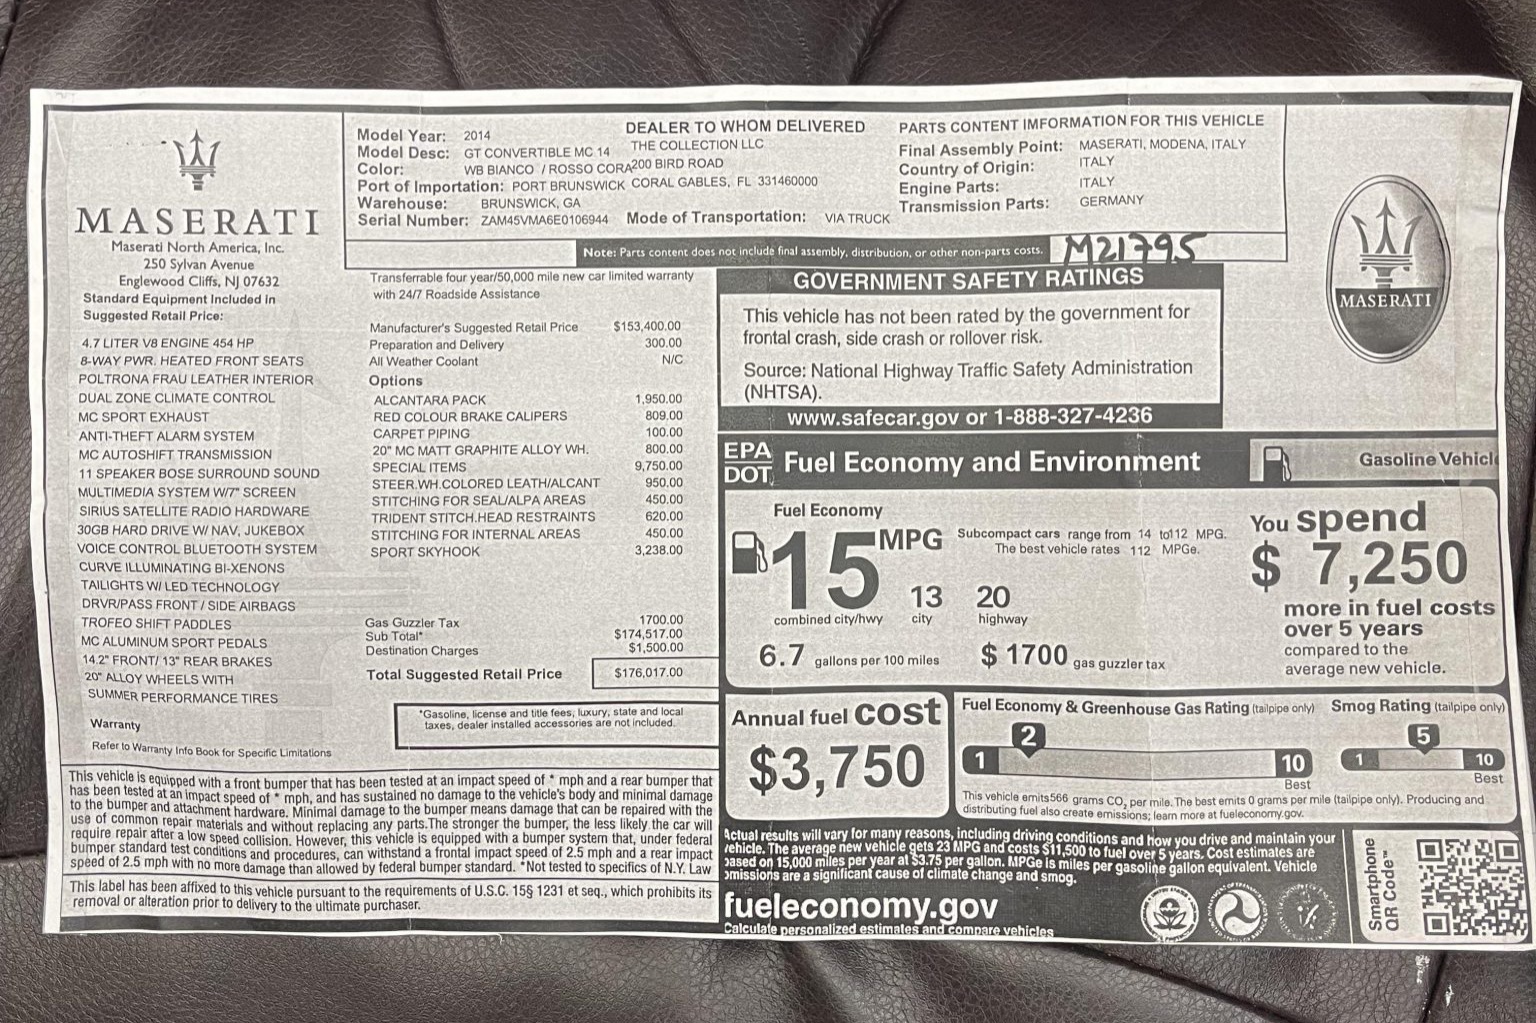 MASERATI
Maserati North America, Inc.
250 Sylvan Avenue
Englewood Cliffs, NJ 07632
Standard Equipment Included in
Suggested Retail Price:
4.7 LITER V8 ENGINE 454 HP
8-WAY PWR. HEATED FRONT SEATS
POLTRONA FRAU LEATHER INTERIOR
DUAL ZONE CLIMATE CONTROL
MC SPORT EXHAUST
ANTI-THEFT ALARM SYSTEM
MC AUTOSHIFT TRANSMISSION
11 SPEAKER BOSE SURROUND SOUND
MULTIMEDIA SYSTEM W/7" SCREEN
SIRIUS SATELLITE RADIO HARDWARE
30GB HARD DRIVE W/ NAV, JUKEBOX
VOICE CONTROL BLUETOOTH SYSTEM
CURVE ILLUMINATING BI-XENONS
TAILIGHTS W/ LED TECHNOLOGY
DRVR/PASS FRONT / SIDE AIRBAGS
TROFEO SHIFT PADDLES
MC ALUMINUM SPORT PEDALS
14.2" FRONT/ 13" REAR BRAKES
20" ALLOY WHEELS WITH
SUMMER PERFORMANCE TIRES
Warranty
Refer to Warranty Info Book for Specific Limitations
Model Year: 2014
Model Desc: GT CONVERTIBLE MC 14
Color: WB BIANCO / ROSSO CORA
Port of Importation: PORT BRUNSWICK
Warehouse: BRUNSWICK, GA
Serial Number: ZAM45VMA6E0106944
DEALER TO WHOM DELIVERED
THE COLLECTION LLC
200 BIRD ROAD
CORAL GABLES, FL 331460000
Mode of Transportation: VIA TRUCK
PARTS CONTENT IMFORMATION FOR THIS VEHICLE
Final Assembly Point: MASERATI, MODENA, ITALY
Country of Origin: ITALY
Engine Parts: ITALY
Transmission Parts: GERMANY
Note: Parts content does not include final assembly, distribution, or other non-parts costs.
M21795
MASERATI
Transferrable four year/50,000 mile new car limited warranty
with 24/7 Roadside Assistance
Manufacturer's Suggested Retail Price $153,400.00
Preparation and Delivery 300.00
All Weather Coolant N/C
Options
ALCANTARA PACK 1,950.00
RED COLOUR BRAKE CALIPERS 809.00
CARPET PIPING 100.00
20" MC MATT GRAPHITE ALLOY WH. 800.00
SPECIAL ITEMS 9,750.00
STEER.WH.COLORED LEATH/ALCANT 950.00
STITCHING FOR SEAL/ALPA AREAS 450.00
TRIDENT STITCH.HEAD RESTRAINTS 620.00
STITCHING FOR INTERNAL AREAS 450.00
SPORT SKYHOOK 3,238.00
Gas Guzzler Tax 1700.00
Sub Total* $174,517.00
Destination Charges $1,500.00
Total Suggested Retail Price $176,017.00
*Gasoline, license and title fees, luxury, state and local
taxes, dealer installed accessories are not included.
This vehicle is equipped with a front bumper that has been tested at an impact speed of * mph and a rear bumper that
has been tested at an impact speed of * mph, and has sustained no damage to the vehicle's body and minimal damage
to the bumper and attachment hardware. Minimal damage to the bumper means damage that can be repaired with the
use of common repair materials and without replacing any parts.The stronger the bumper, the less likely the car will
require repair after a low speed collision. However, this vehicle is equipped with a bumper system that, under federal
bumper standard test conditions and procedures, can withstand a frontal impact speed of 2.5 mph and a rear impact
speed of 2.5 mph with no more damage than allowed by federal bumper standard. *Not tested to specifics of N.Y. Law
This label has been affixed to this vehicle pursuant to the requirements of U.S.C. 15§ 1231 et seq., which prohibits its
removal or alteration prior to delivery to the ultimate purchaser.
GOVERNMENT SAFETY RATINGS
This vehicle has not been rated by the government for
frontal crash, side crash or rollover risk.
Source: National Highway Traffic Safety Administration
(NHTSA).
www.safecar.gov or 1-888-327-4236
EPA
DOT
Fuel Economy and Environment
Gasoline Vehicl
Fuel Economy
15 MPG
combined city/hwy
13
city
20
highway
Subcompact cars range from 14 to112 MPG.
The best vehicle rates 112 MPGe.
6.7 gallons per 100 miles
$ 1700 gas guzzler tax
You spend
$ 7,250
more in fuel costs
over 5 years
compared to the
average new vehicle.
Annual fuel cost
$3,750
Fuel Economy & Greenhouse Gas Rating (tailpipe only)
2
1
10
Best
Smog Rating (tailpipe only)
5
1
10
Best
This vehicle emits566 grams CO2 per mile. The best emits 0 grams per mile (tailpipe only). Producing and
distributing fuel also create emissions; learn more at fueleconomy.gov.
Actual results will vary for many reasons, including driving conditions and how you drive and maintain your
vehicle. The average new vehicle gets 23 MPG and costs $11,500 to fuel over 5 years. Cost estimates are
based on 15,000 miles per year at $3.75 per gallon. MPGe is miles per gasoline gallon equivalent. Vehicle
omissions are a significant cause of climate change and smog.
fueleconomy.gov
Calculate personalized estimates and compare vehicles
Smartphone
QR Code™